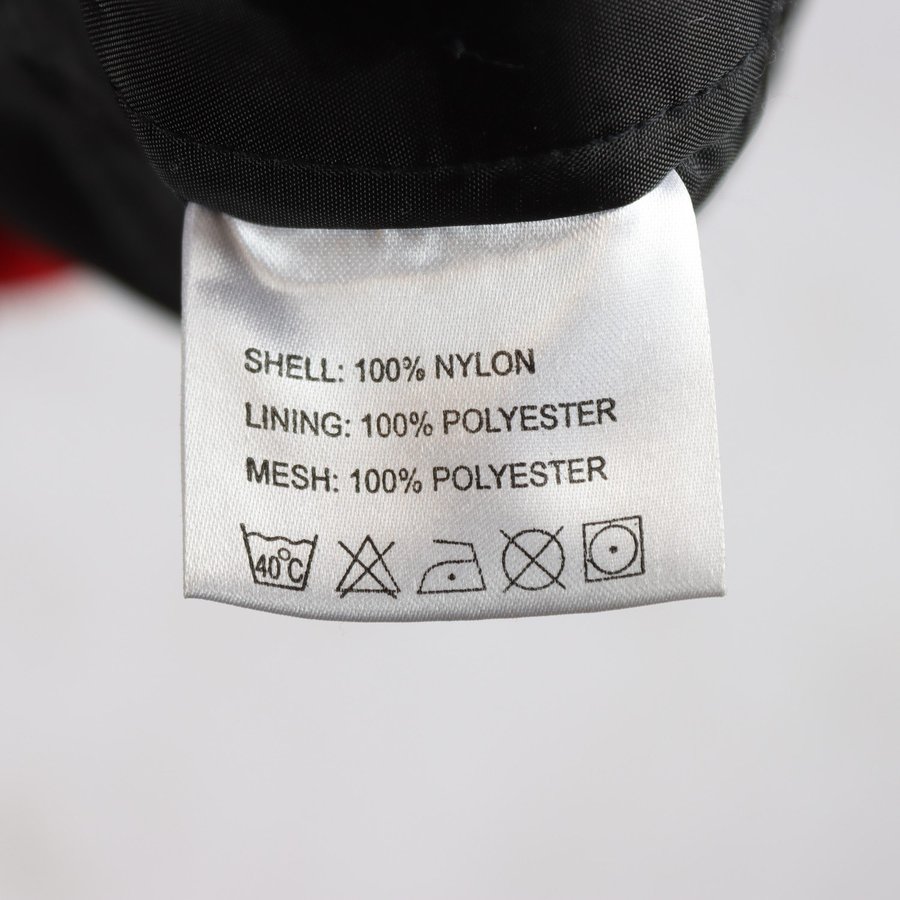 SHELL: 100% NYLON
LINING: 100% POLYESTER
MESH: 100% POLYESTER
40°C